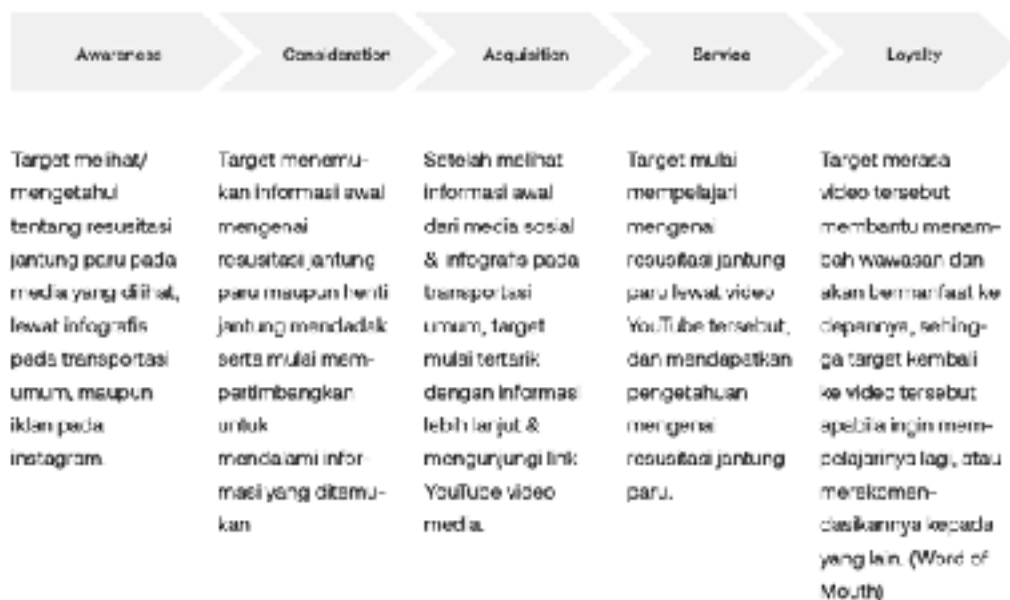 Awareness
Consideration
Acquisition
Service
Loyalty
Target melihat/
mengetahui
tentang resusitasi
jantung paru pada
media yang dilihat,
lewat infografis
pada transportasi
umum, maupun
iklan pada
instagram.
Target menemu-
kan informasi awal
mengenai
resusitasi jantung
paru maupun henti
jantung mendadak
serta mulai mem-
pertimbangkan
untuk
mendalami infor-
masi yang ditemu-
kan
Setelah melihat
informasi awal
dari media sosial
& infografis pada
transportasi
umum, target
mulai tertarik
dengan informasi
lebih lanjut &
mengunjungi link
YouTube video
media.
Target mulai
mempelajari
mengenai
resusitasi jantung
paru lewat video
YouTube tersebut,
dan mendapatkan
pengetahuan
mengenai
resusitasi jantung
paru.
Target merasa
video tersebut
membantu menam-
bah wawasan dan
akan bermanfaat ke
depannya, sehing-
ga target kembali
ke video tersebut
apabila ingin mem-
pelajarinya lagi, atau
merekomen-
dasikannya kepada
yang lain. (Word of
Mouth)